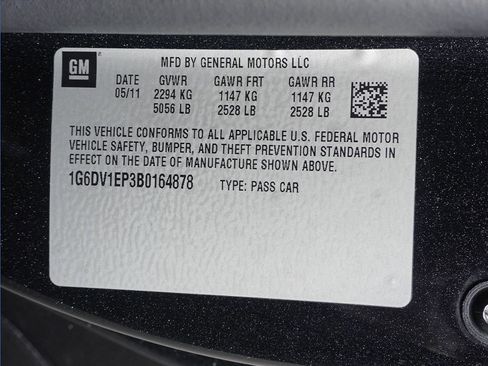 GM
MFD BY GENERAL MOTORS LLC
DATE GVWR GAWR FRT GAWR RR
05/11 2294 KG 1147 KG 1147 KG
5056 LB 2528 LB 2528 LB
THIS VEHICLE CONFORMS TO ALL APPLICABLE U.S. FEDERAL MOTOR
VEHICLE SAFETY, BUMPER, AND THEFT PREVENTION STANDARDS IN
EFFECT ON THE DATE OF MANUFACTURE SHOWN ABOVE.
1G6DV1EP3B0164878 TYPE: PASS CAR